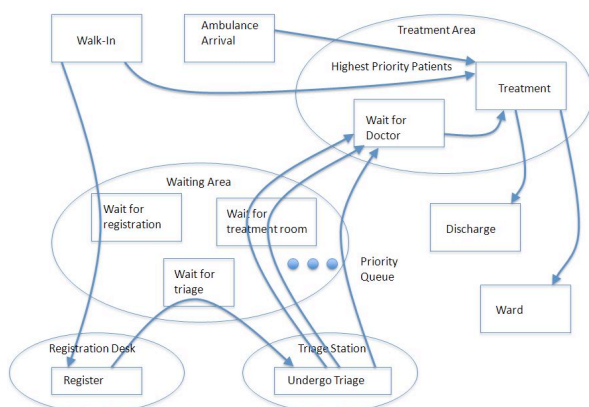 Walk-In
Ambulance
Arrival
Treatment Area
Highest Priority Patients
Treatment
Wait for
Doctor
Waiting Area
Wait for
registration
Wait for
treatment room
Discharge
Wait for
triage
Priority
Queue
Ward
Registration Desk
Register
Triage Station
Undergo Triage